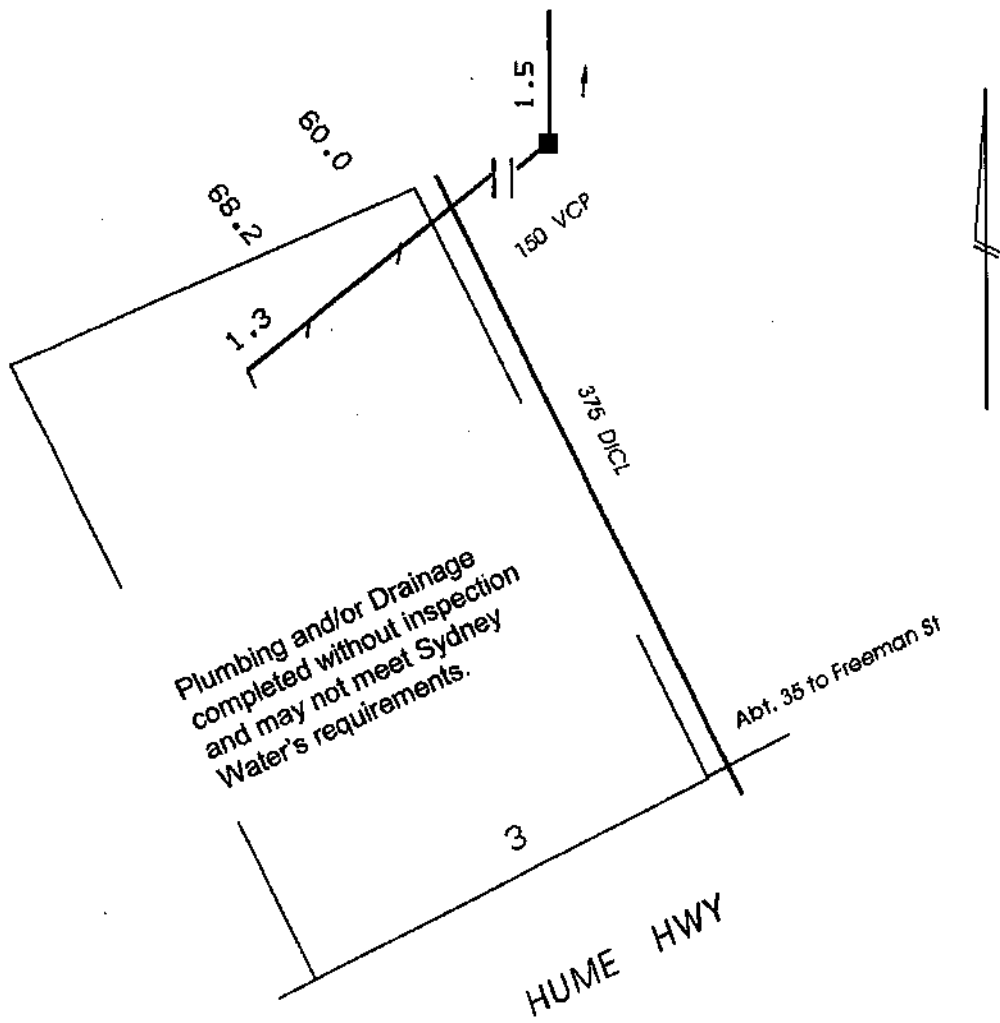 1.5
60.0
68.2
150 VCP
1.3
375 DICL
Plumbing and/or Drainage
completed without inspection
and may not meet Sydney
Water's requirements.
Abt. 35 to Freeman St
3
HUME HWY